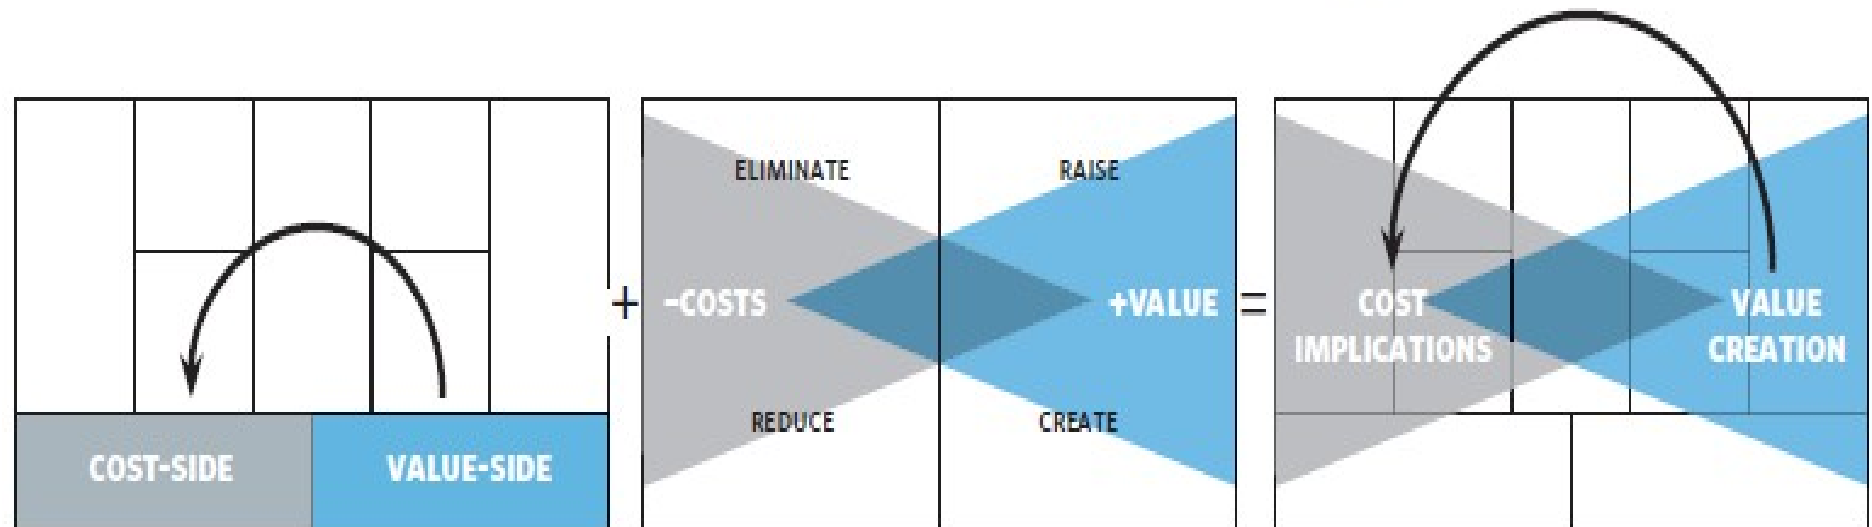 COST-SIDE
VALUE-SIDE
+
ELIMINATE
RAISE
-COSTS
+VALUE
REDUCE
CREATE
=
COST
IMPLICATIONS
VALUE
CREATION